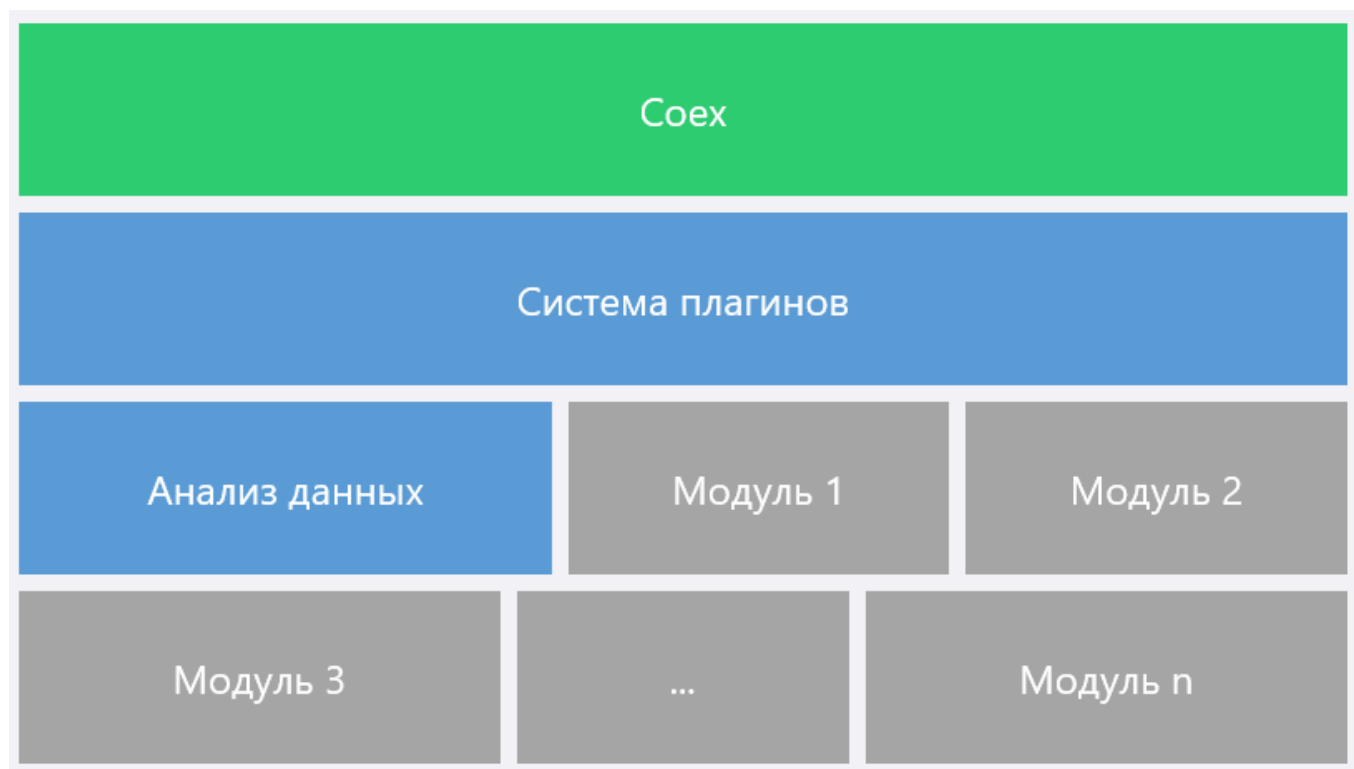 Coex
Система плагинов
Анализ данных
Модуль 1
Модуль 2
Модуль 3
...
Модуль n